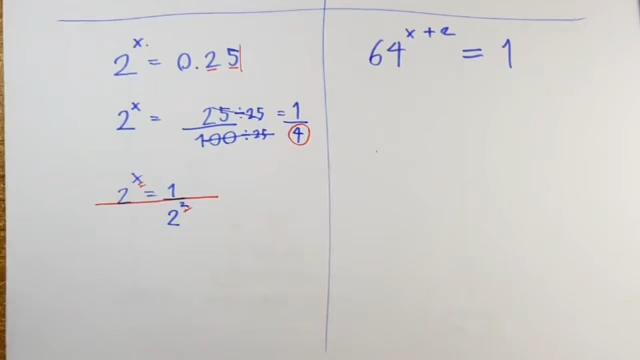 2^x = 0.25
2^x = 25÷25 / 100÷25 = 1/4
2^x = 1/2^2
64^(x+2) = 1